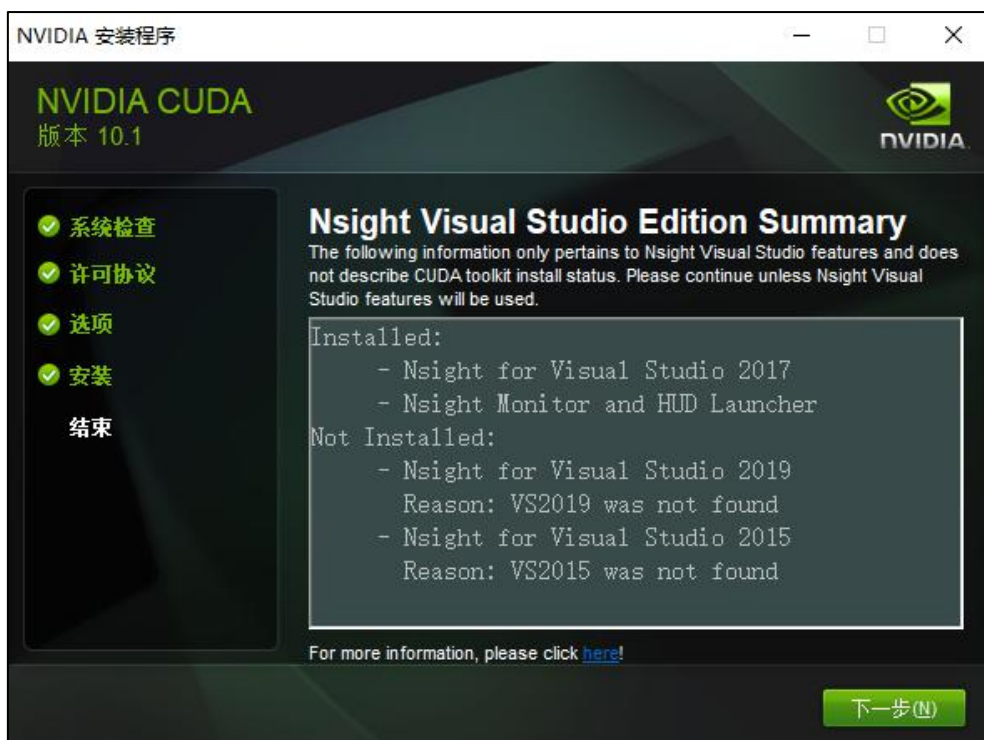 NVIDIA 安装程序
NVIDIA CUDA
版本 10.1
NVIDIA.
系统检查
许可协议
选项
安装
结束
Nsight Visual Studio Edition Summary
The following information only pertains to Nsight Visual Studio features and does
not describe CUDA toolkit install status. Please continue unless Nsight Visual
Studio features will be used.
Installed:
- Nsight for Visual Studio 2017
- Nsight Monitor and HUD Launcher
Not Installed:
- Nsight for Visual Studio 2019
Reason: VS2019 was not found
- Nsight for Visual Studio 2015
Reason: VS2015 was not found
For more information, please click here!
下一步(N)